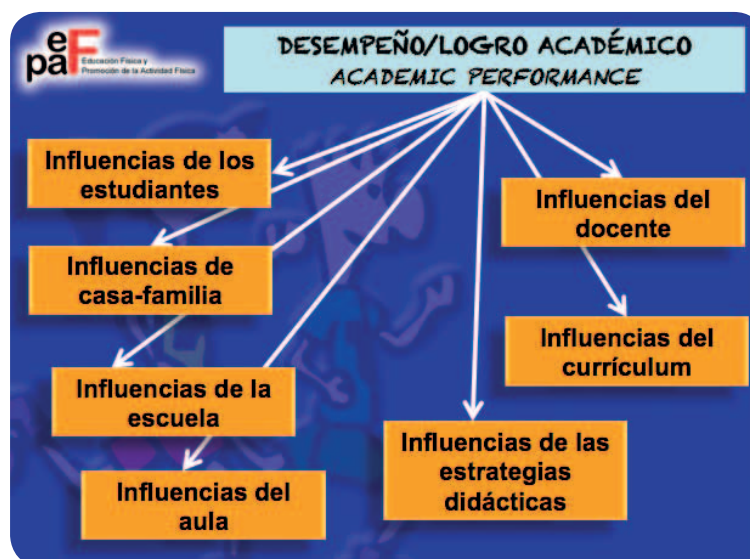 epaF
Educación Física y
Promoción de la Actividad Física
DESEMPEÑO/LOGRO ACADÉMICO
ACADEMIC PERFORMANCE
Influencias de los
estudiantes
Influencias de
casa-familia
Influencias de la
escuela
Influencias del
aula
Influencias de las
estrategias
didácticas
Influencias del
docente
Influencias del
currículum